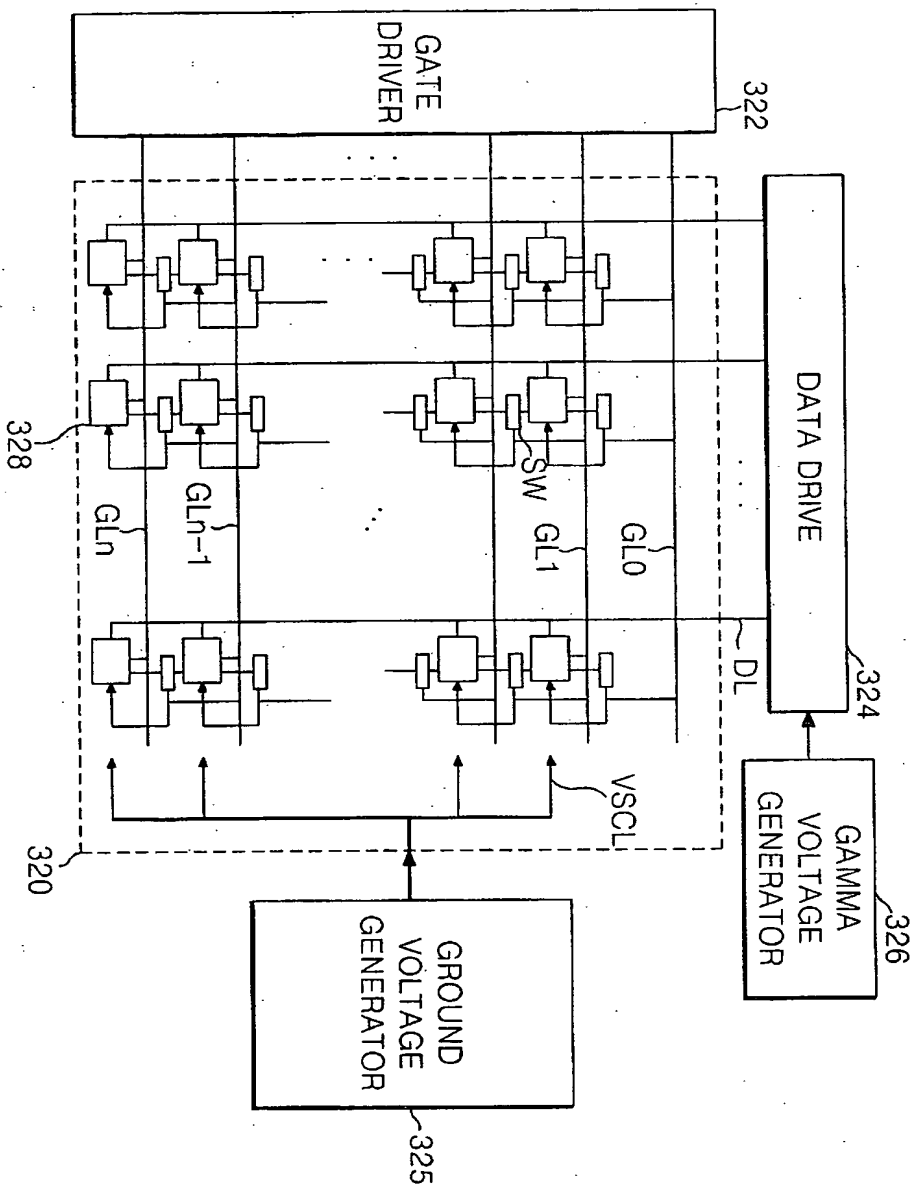 GATE
DRIVER
322
DATA DRIVE
324
GAMMA
VOLTAGE
GENERATOR
326
DL
GL0
GL1
SW
GLn-1
GLn
328
VSCL
320
GROUND
VOLTAGE
GENERATOR
325